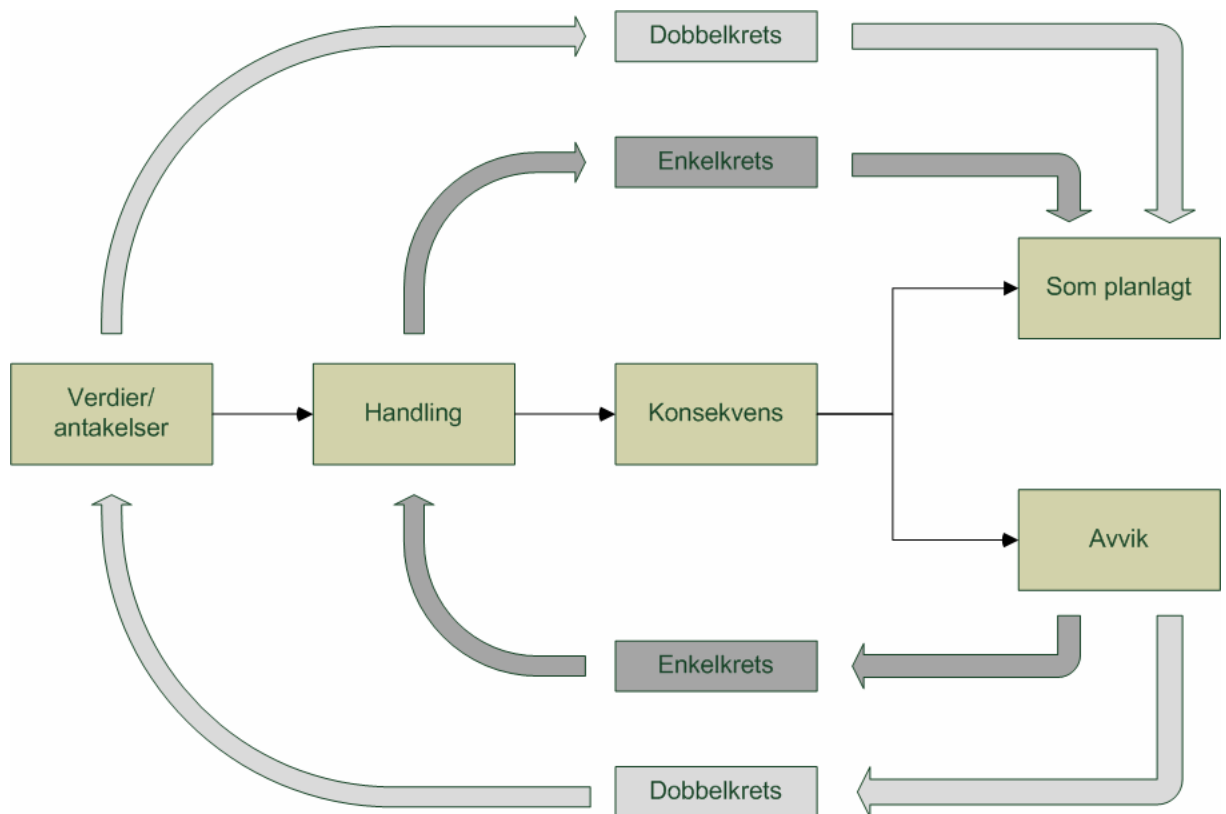 Dobbelkrets
Enkelkrets
Som planlagt
Verdier/
antakelser
Handling
Konsekvens
Avvik
Enkelkrets
Dobbelkrets